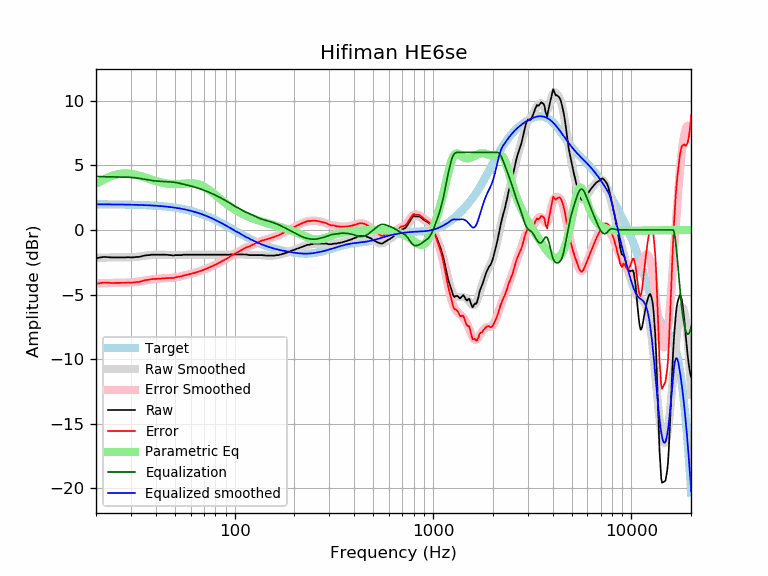 Hifiman HE6se
10
5
0
−5
−10
−15
−20
Amplitude (dBr)
Target
Raw Smoothed
Error Smoothed
Raw
Error
Parametric Eq
Equalization
Equalized smoothed
100
1000
10000
Frequency (Hz)